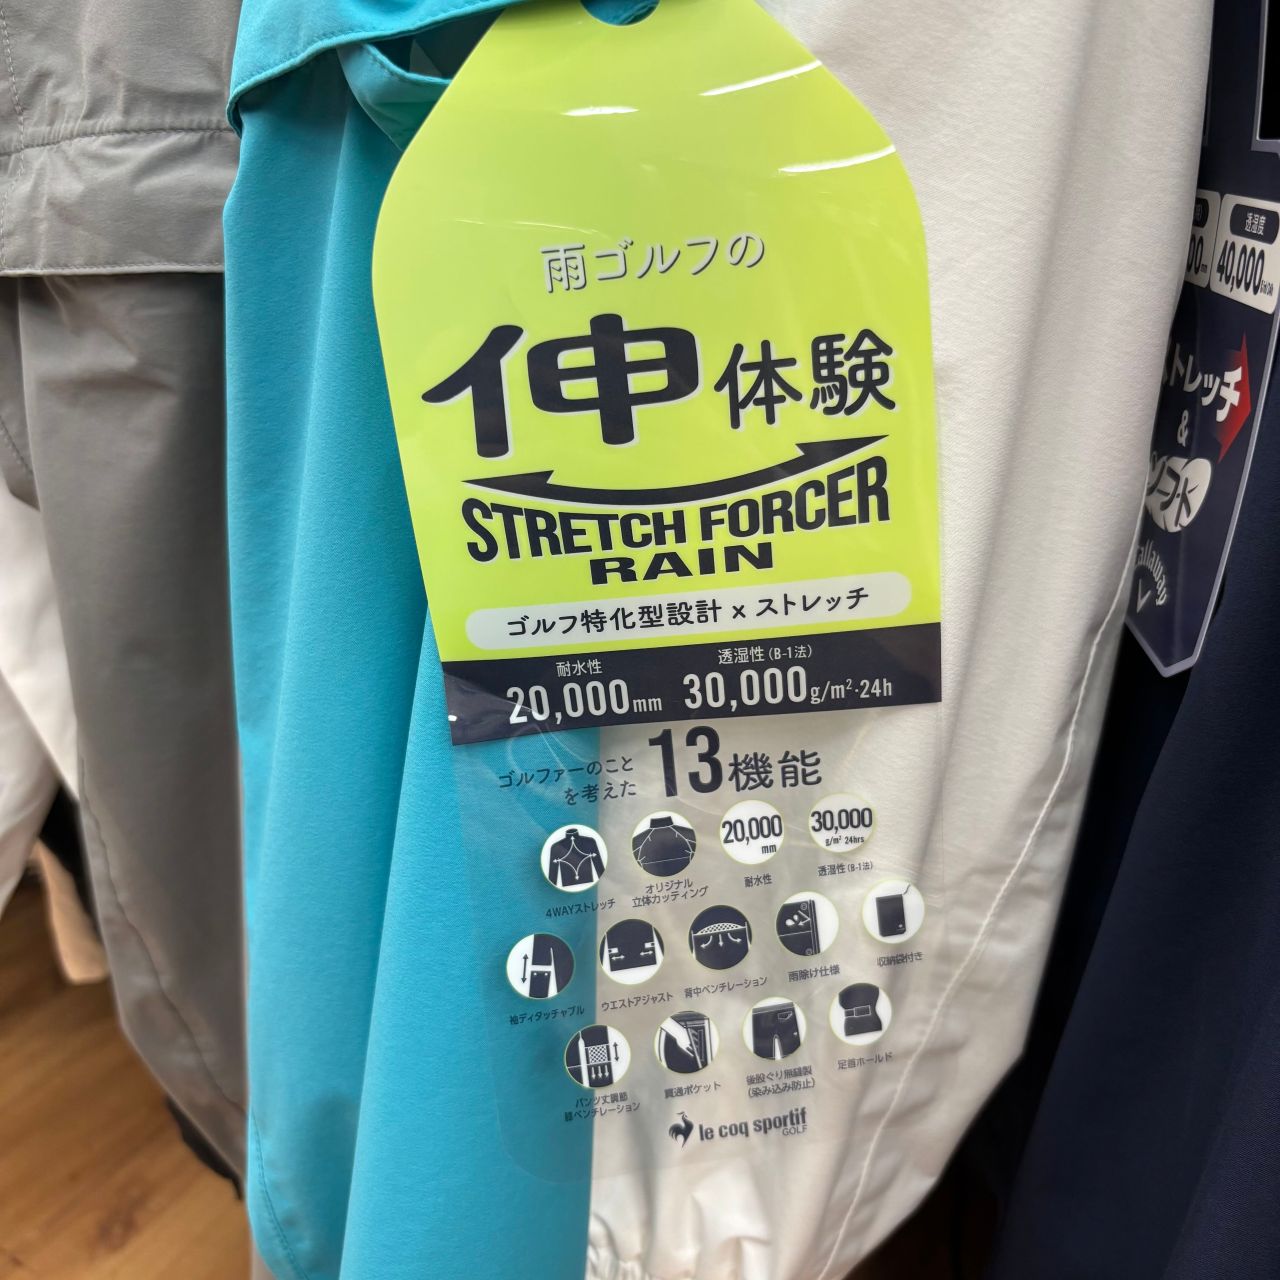 雨ゴルフの
伸体験
STRETCH FORCER
RAIN
ゴルフ特化型設計 × ストレッチ
耐水性
20,000mm
透湿性(B-1法)
30,000g/m²·24h
ゴルファーのこと
を考えた
13機能
4WAYストレッチ
オリジナル
立体カッティング
20,000
mm
耐水性
30,000
g/m² 24hrs
透湿性(B-1法)
袖ディタッチャブル
ウエストアジャスト
背中ベンチレーション
雨除け仕様
収納袋付き
パンツ丈調節
膝ベンチレーション
貫通ポケット
後股ぐり無縫製
(染み込み防止)
足首ホールド
le coq sportif
GOLF
透湿度
40,000
ストレッチ
&
ソフト
Callaway